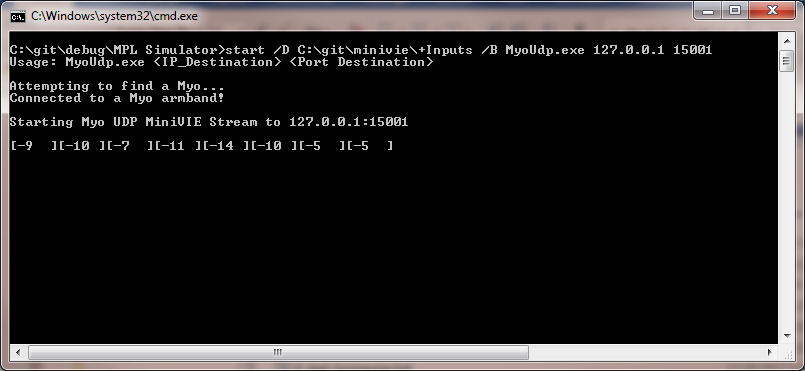 C:\Windows\system32\cmd.exe
C:\git\debug\MPL Simulator>start /D C:\git\minivie\+Inputs /B MyoUdp.exe 127.0.0.1 15001
Usage: MyoUdp.exe <IP_Destination> <Port Destination>
Attempting to find a Myo...
Connected to a Myo armband!
Starting Myo UDP MiniVIE Stream to 127.0.0.1:15001
[-9  ][-10 ][-7  ][-11 ][-14 ][-10 ][-5  ][-5  ]